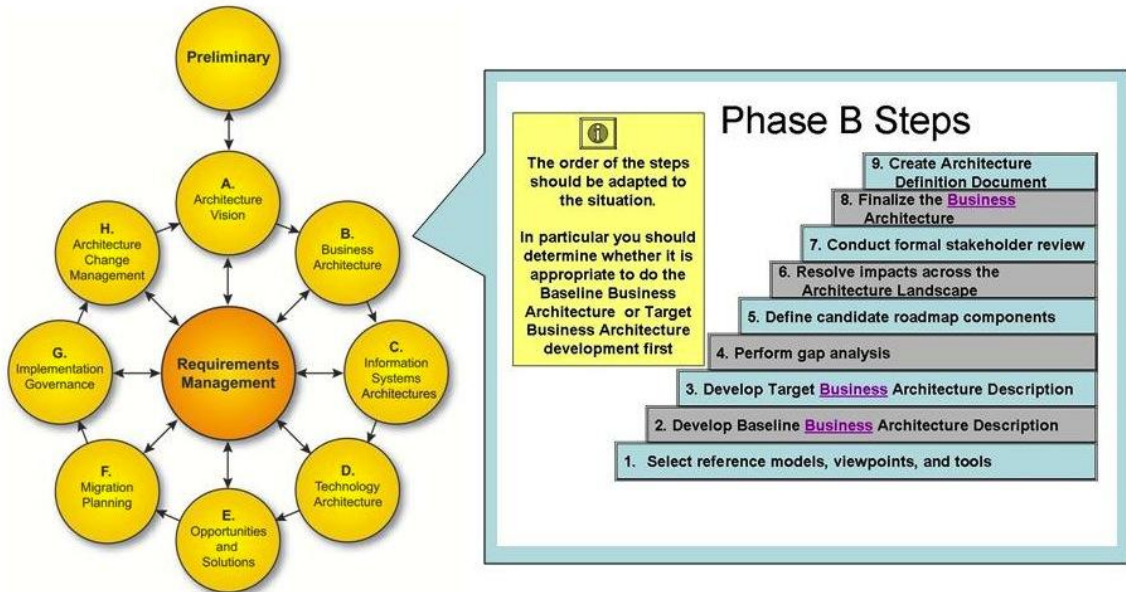 Preliminary
A.
Architecture
Vision
B.
Business
Architecture
C.
Information
Systems
Architectures
D.
Technology
Architecture
E.
Opportunities
and
Solutions
F.
Migration
Planning
G.
Implementation
Governance
H.
Architecture
Change
Management
Requirements
Management
i
The order of the steps
should be adapted to
the situation.
In particular you should
determine whether it is
appropriate to do the
Baseline Business
Architecture or Target
Business Architecture
development first
Phase B Steps
9. Create Architecture
Definition Document
8. Finalize the Business
Architecture
7. Conduct formal stakeholder review
6. Resolve impacts across the
Architecture Landscape
5. Define candidate roadmap components
4. Perform gap analysis
3. Develop Target Business Architecture Description
2. Develop Baseline Business Architecture Description
1. Select reference models, viewpoints, and tools